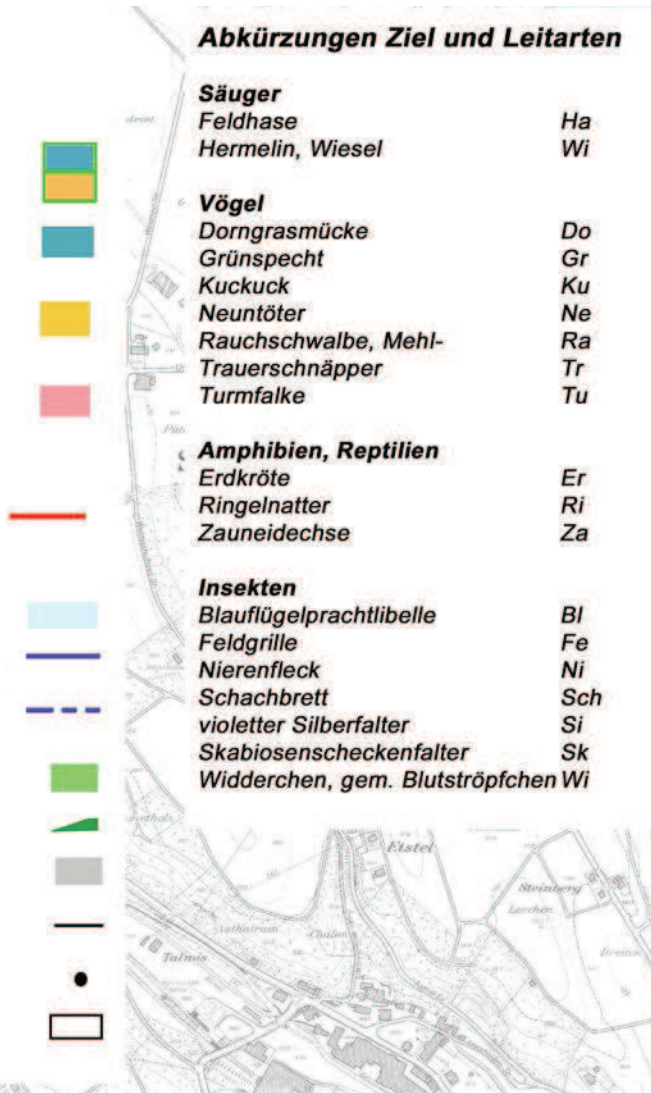 Abkürzungen Ziel und Leitarten
Säuger
Feldhase Ha
Hermelin, Wiesel Wi
Vögel
Dorngrasmücke Do
Grünspecht Gr
Kuckuck Ku
Neuntöter Ne
Rauchschwalbe, Mehl- Ra
Trauerschnäpper Tr
Turmfalke Tu
Amphibien, Reptilien
Erdkröte Er
Ringelnatter Ri
Zauneidechse Za
Insekten
Blauflügelprachtlibelle Bl
Feldgrille Fe
Nierenfleck Ni
Schachbrett Sch
violetter Silberfalter Si
Skabiosenscheckenfalter Sk
Widderchen, gem. Blutströpfchen Wi
Etstel
Steinberg
Lerchen
Talmis
Chalen